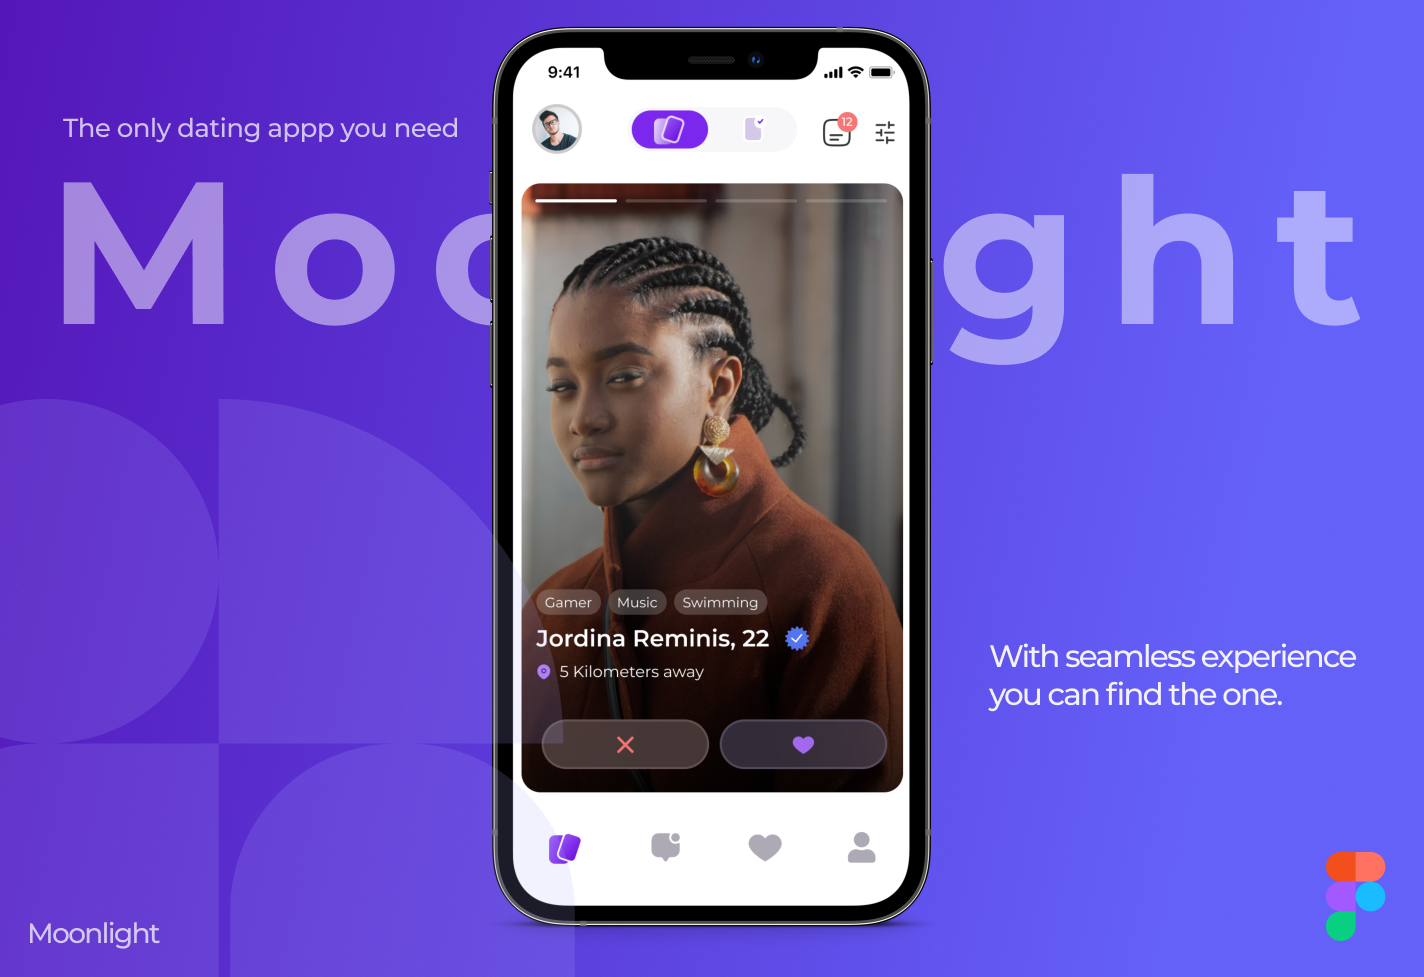 9:41
The only dating appp you need
12
Moo ght
Gamer Music Swimming
Jordina Reminis, 22
5 Kilometers away
With seamless experience
you can find the one.
Moonlight